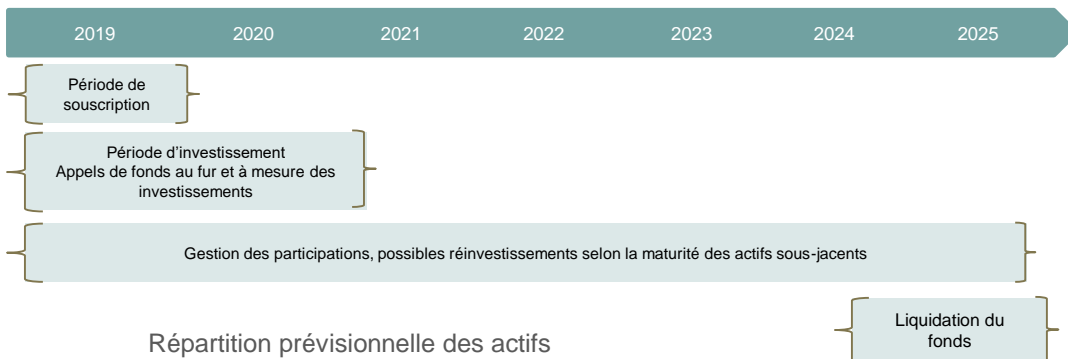 2019 2020 2021 2022 2023 2024 2025
Période de
souscription
Période d’investissement
Appels de fonds au fur et à mesure des
investissements
Gestion des participations, possibles réinvestissements selon la maturité des actifs sous-jacents
Liquidation du
fonds
Répartition prévisionnelle des actifs